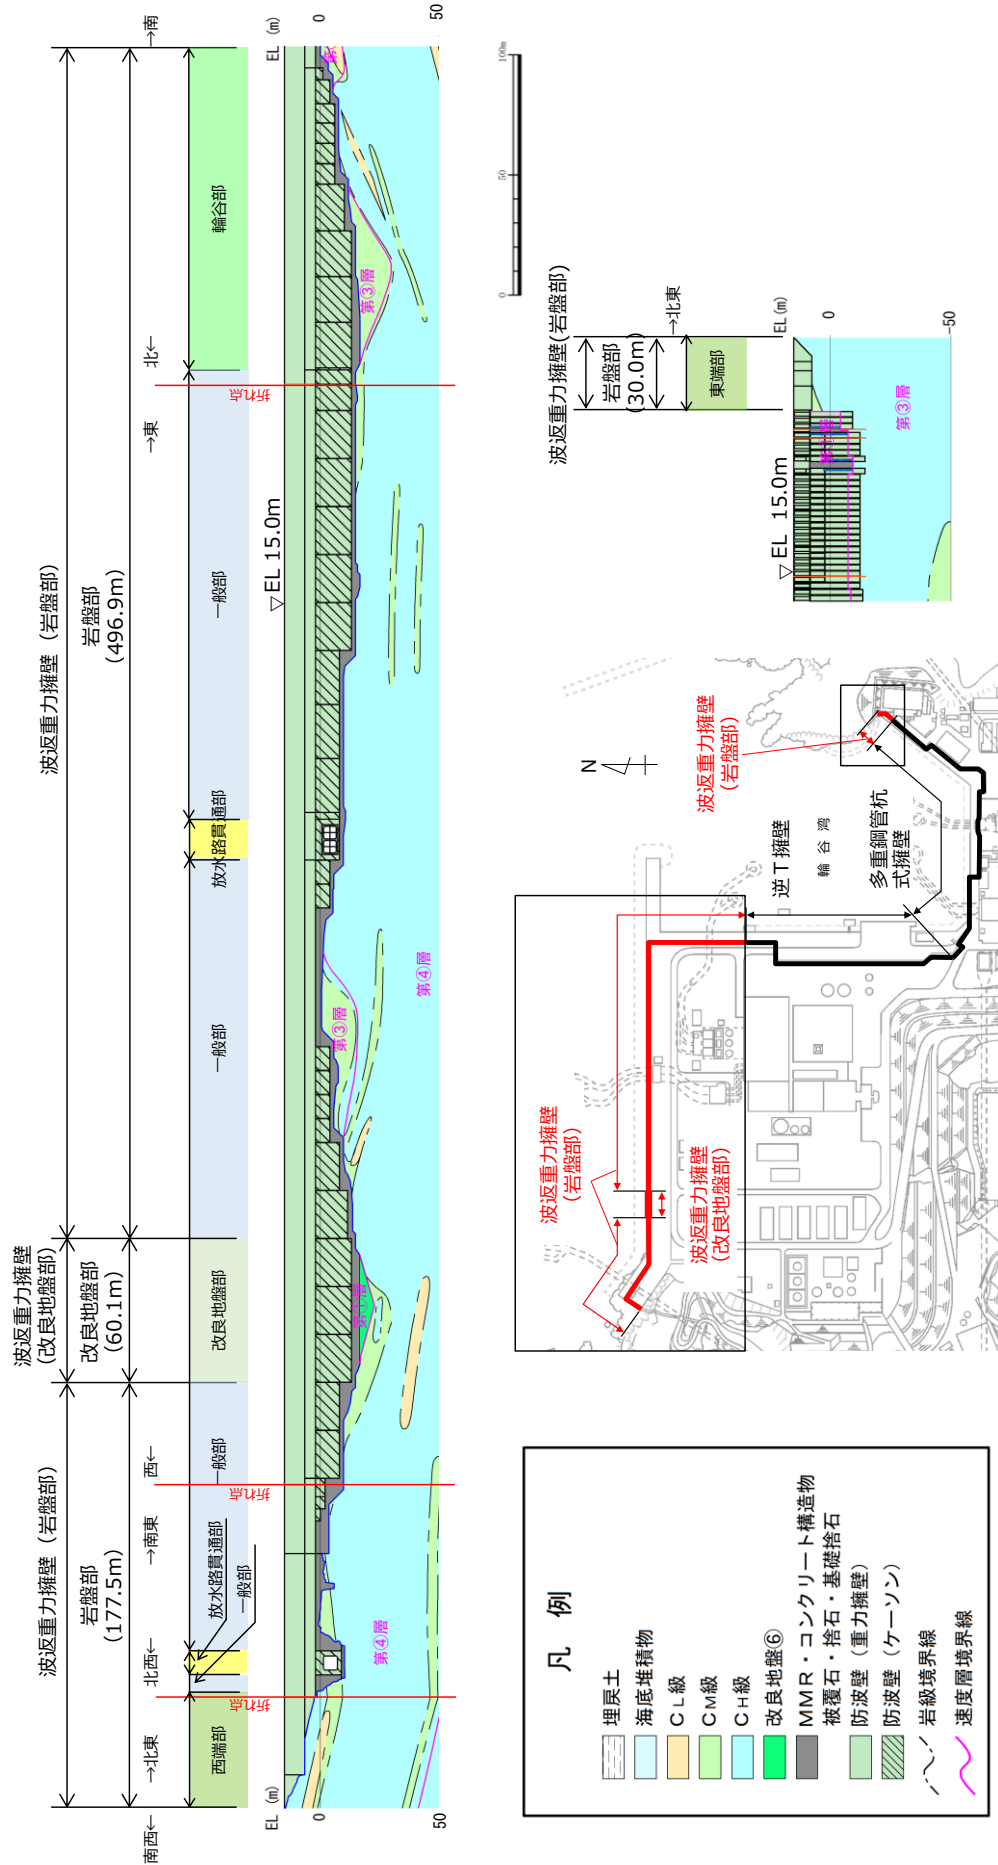 波返重力擁壁（岩盤部）
岩盤部
(177.5m)
波返重力擁壁
（改良地盤部）
改良地盤部
(60.1m)
波返重力擁壁（岩盤部）
岩盤部
(496.9m)
南西←
→北東
北西←
→南東
西←
→東
北←
→南
西端部
一般部
放水路貫通部
一般部
改良地盤部
一般部
放水路貫通部
一般部
輪谷部
EL (m)
0
50
折れ点
折れ点
折れ点
▽EL 15.0m
EL (m)
0
50
第④層
第③層
第④層
第③層
凡 例
埋戻土
海底堆積物
ＣL級
ＣM級
ＣH級
改良地盤⑥
MMR・コンクリート構造物
被覆石・捨石・基礎捨石
防波壁（重力擁壁）
防波壁（ケーソン）
岩級境界線
速度層境界線
波返重力擁壁
（岩盤部）
波返重力擁壁
（改良地盤部）
N
波返重力擁壁
（岩盤部）
逆Ｔ擁壁
輪谷湾
多重鋼管杭
式擁壁
波返重力擁壁(岩盤部)
岩盤部
(30.0m)
→北東
東端部
▽EL 15.0m
EL(m)
0
-50
第③層
0
50
100m